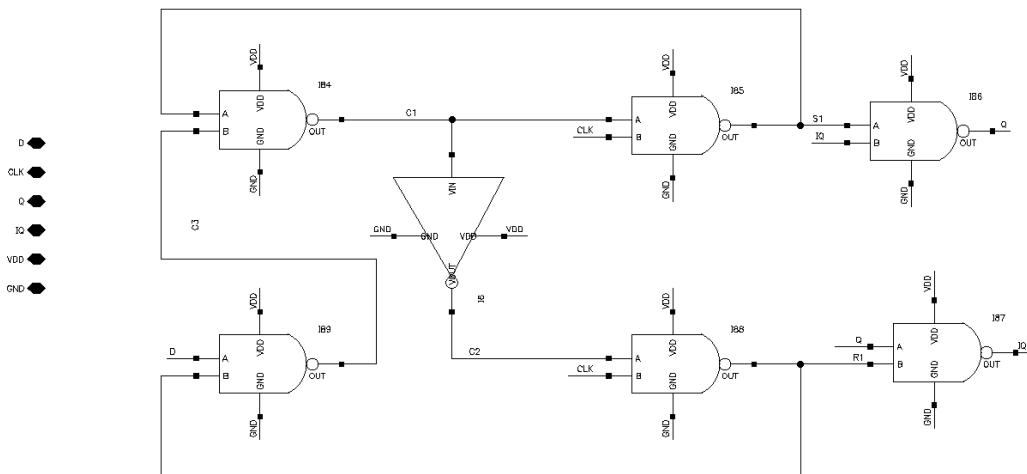 D
CLK
Q
IQ
VDD
GND
VDD
I84
A
B
VDD
GND
OUT
GND
C1
VDD
I85
A
CLK
B
VDD
GND
OUT
GND
S1
VDD
I86
A
IQ
B
VDD
GND
OUT
Q
GND
C3
VIN
GND
GND
VDD
VDD
VOUT
I6
C2
VDD
I89
D
A
B
VDD
GND
OUT
GND
VDD
I88
A
CLK
B
VDD
GND
OUT
GND
R1
VDD
I87
Q
A
B
VDD
GND
OUT
IQ
GND